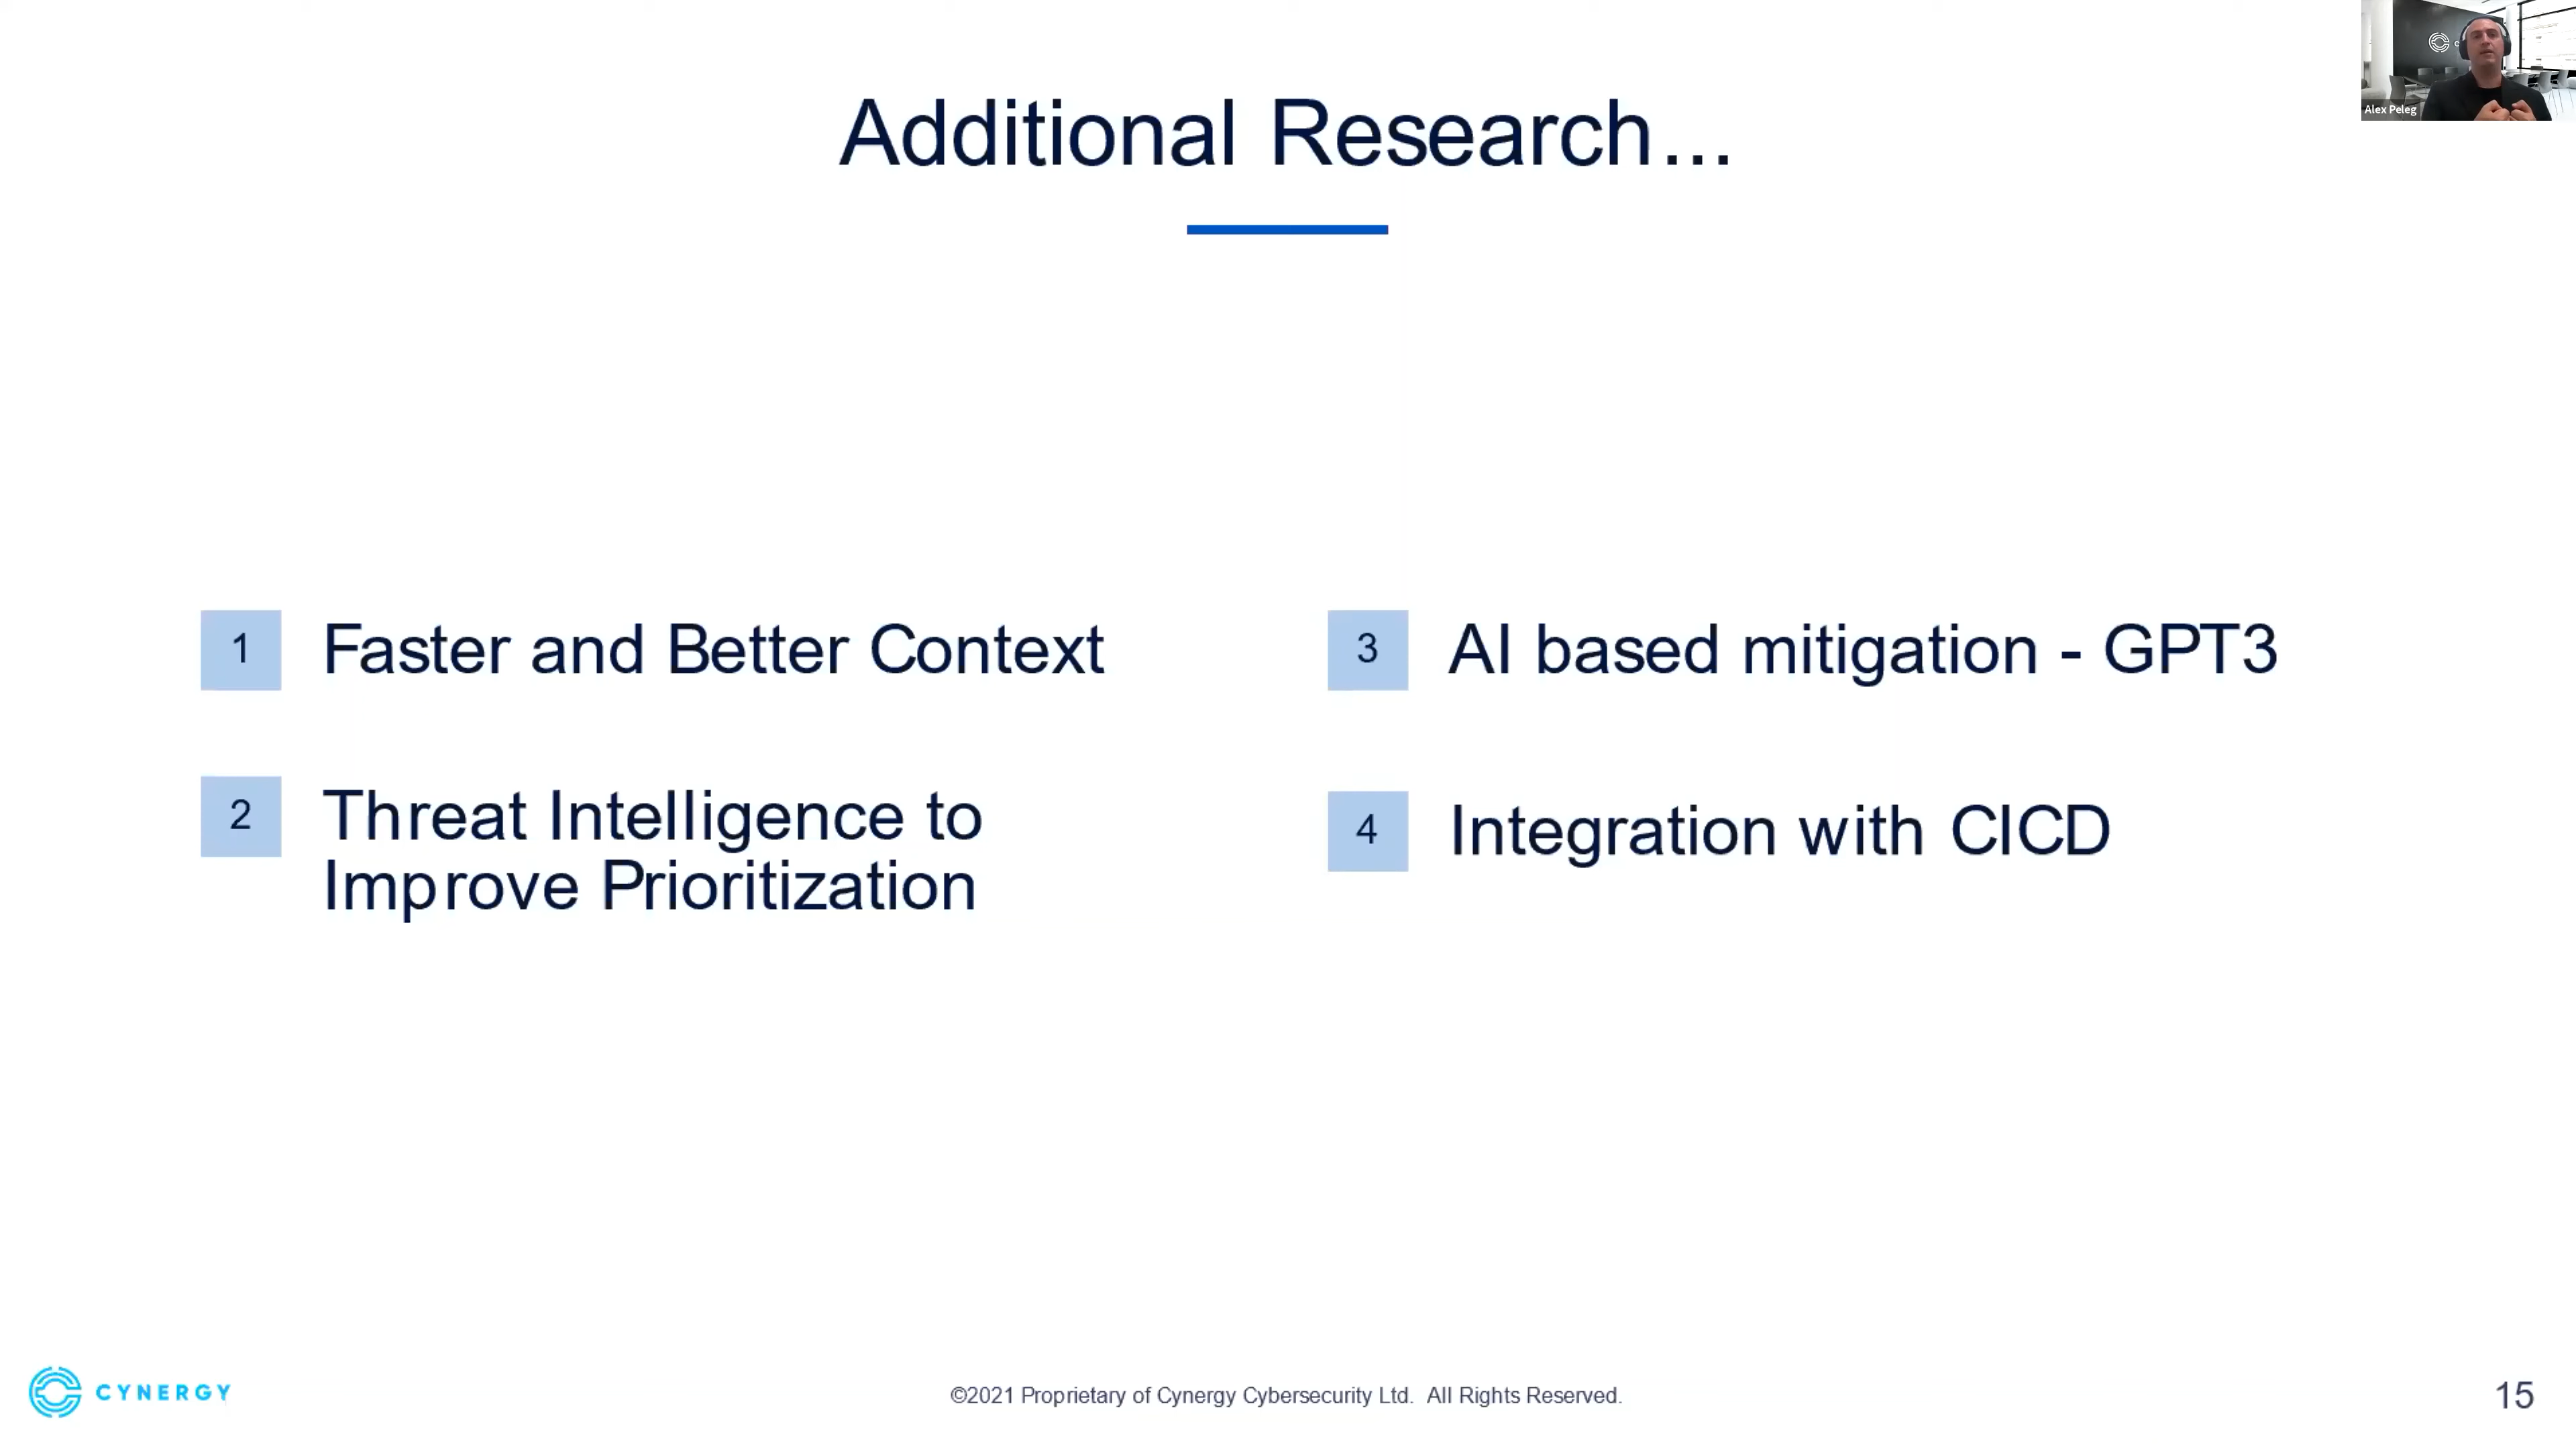 Alex Peleg
Additional Research...
1 Faster and Better Context
2 Threat Intelligence to
Improve Prioritization
3 AI based mitigation - GPT3
4 Integration with CICD
CYNERGY
©2021 Proprietary of Cynergy Cybersecurity Ltd. All Rights Reserved.
15